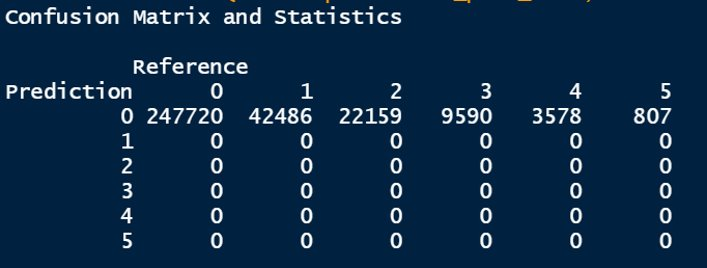 Confusion Matrix and Statistics
Reference
Prediction 0 1 2 3 4 5
0 247720 42486 22159 9590 3578 807
1 0 0 0 0 0 0
2 0 0 0 0 0 0
3 0 0 0 0 0 0
4 0 0 0 0 0 0
5 0 0 0 0 0 0